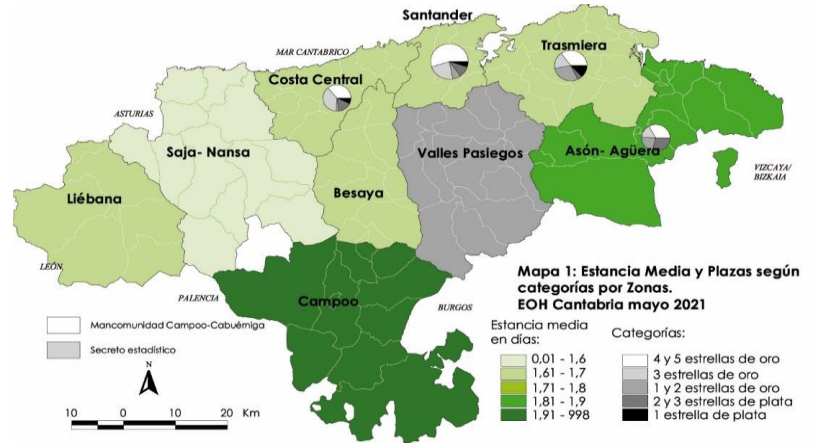 Santander
MAR CANTABRICO
Trasmiera
Costa Central
ASTURIAS
Saja- Nansa
Valles Pasiegos
Asón- Agüera
VIZCAYA/
BIZKAIA
Liébana
Besaya
LEÓN
PALENCIA
Campoo
BURGOS
Mapa 1: Estancia Media y Plazas según
categorías por Zonas.
EOH Cantabria mayo 2021
Mancomunidad Campoo-Cabuérniga
Secreto estadístico
N
10 0 10 20 Km
Estancia media
en días:
0,01 - 1,6
1,61 - 1,7
1,71 - 1,8
1,81 - 1,9
1,91 - 998
Categorías:
4 y 5 estrellas de oro
3 estrellas de oro
1 y 2 estrellas de oro
2 y 3 estrellas de plata
1 estrella de plata